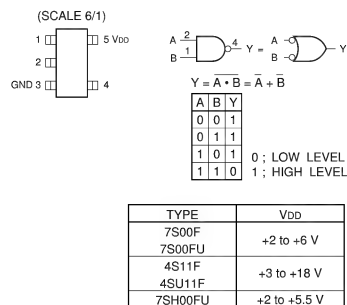 (SCALE 6/1)
1 5 VDD
2
GND 3 4
A 2 4 Y = A Y
B 1 B
Y = A • B = A + B
A B Y
0 0 1
0 1 1
1 0 1
1 1 0
0 ; LOW LEVEL
1 ; HIGH LEVEL
TYPE VDD
7S00F
7S00FU
+2 to +6 V
4S11F
4SU11F
+3 to +18 V
7SH00FU +2 to +5.5 V